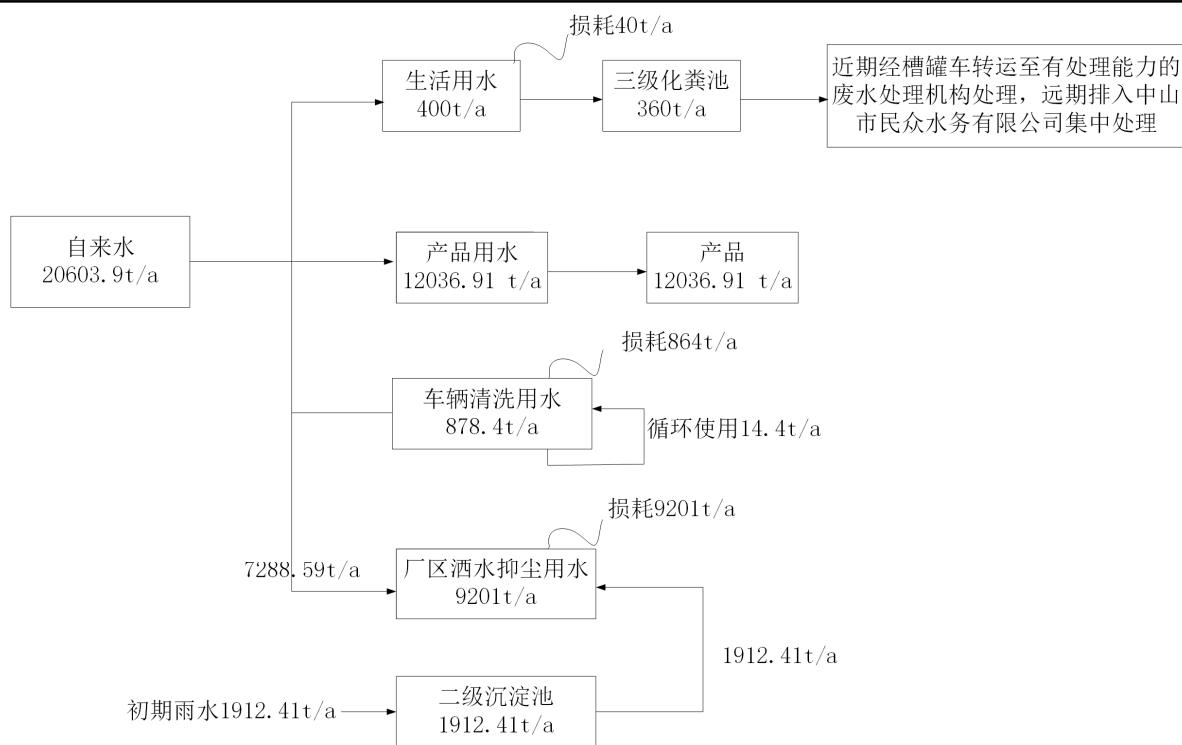 损耗40t/a
生活用水
400t/a
三级化粪池
360t/a
近期经槽罐车转运至有处理能力的
废水处理机构处理，远期排入中山
市民众水务有限公司集中处理
自来水
20603.9t/a
产品用水
12036.91 t/a
产品
12036.91 t/a
损耗864t/a
车辆清洗用水
878.4t/a
循环使用14.4t/a
损耗9201t/a
7288.59t/a
厂区洒水抑尘用水
9201t/a
1912.41t/a
初期雨水1912.41t/a
二级沉淀池
1912.41t/a